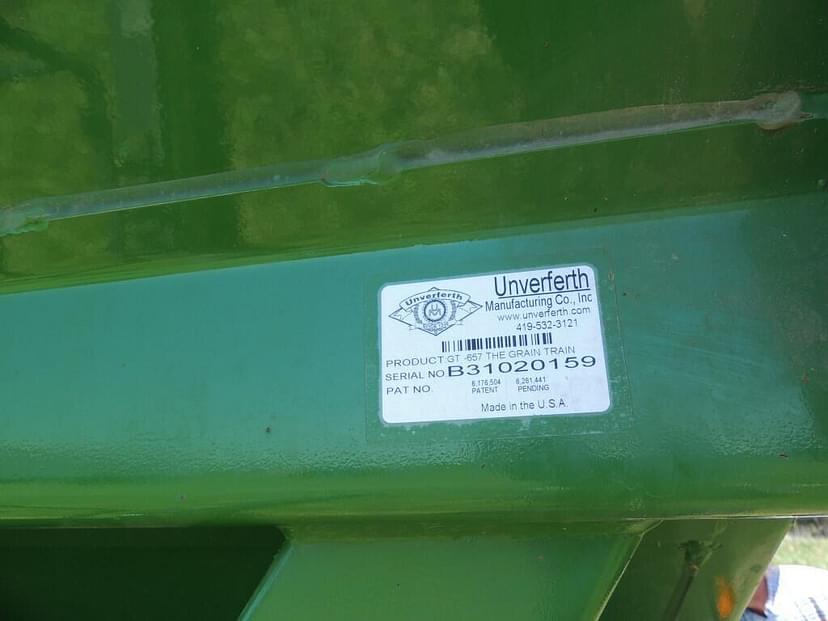 Unverferth
Unverferth
Manufacturing Co., Inc
www.unverferth.com
419-532-3121
PRODUCT: GT -657 THE GRAIN TRAIN
SERIAL NO B31020159
PAT NO. 6,176,504 6,261,441
PATENT PENDING
Made in the U.S.A.